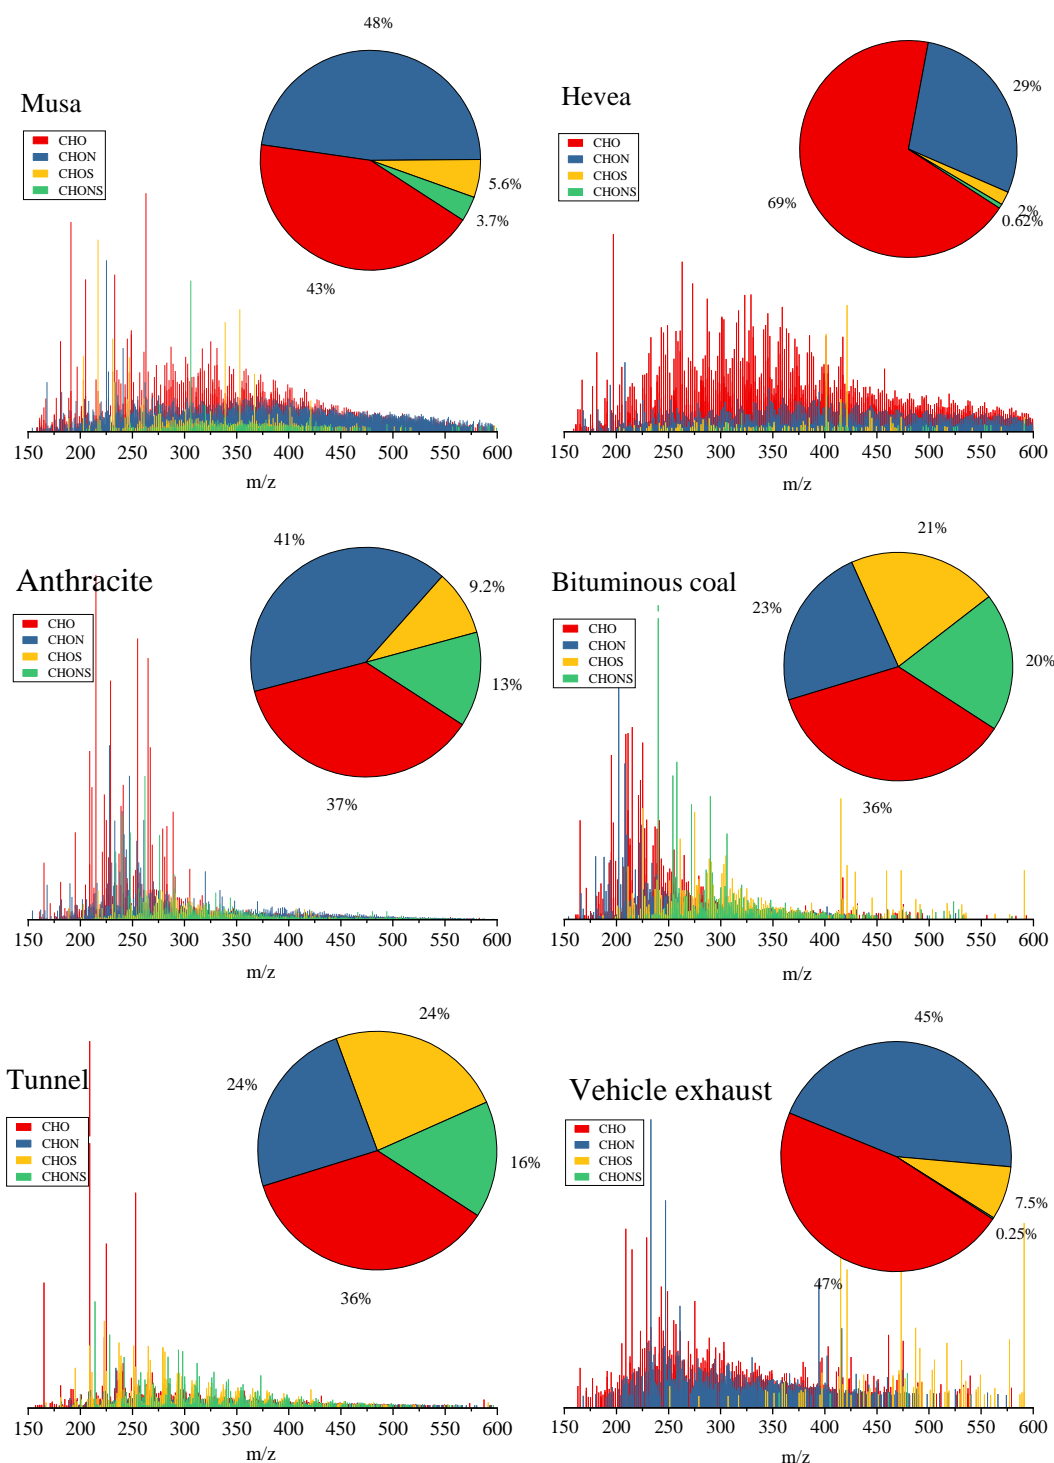 48%
Musa
CHO
CHON
CHOS
CHONS
5.6%
3.7%
43%
150 200 250 300 350 400 450 500 550 600
m/z
Hevea
29%
CHO
CHON
CHOS
CHONS
69%
2%
0.62%
150 200 250 300 350 400 450 500 550 600
m/z
41%
Anthracite
9.2%
CHO
CHON
CHOS
CHONS
13%
37%
150 200 250 300 350 400 450 500 550 600
m/z
21%
Bituminous coal
23%
CHO
CHON
CHOS
CHONS
20%
36%
150 200 250 300 350 400 450 500 550 600
m/z
24%
Tunnel
24%
CHO
CHON
CHOS
CHONS
16%
36%
150 200 250 300 350 400 450 500 550 600
m/z
45%
Vehicle exhaust
CHO
CHON
CHOS
CHONS
7.5%
0.25%
47%
150 200 250 300 350 400 450 500 550 600
m/z